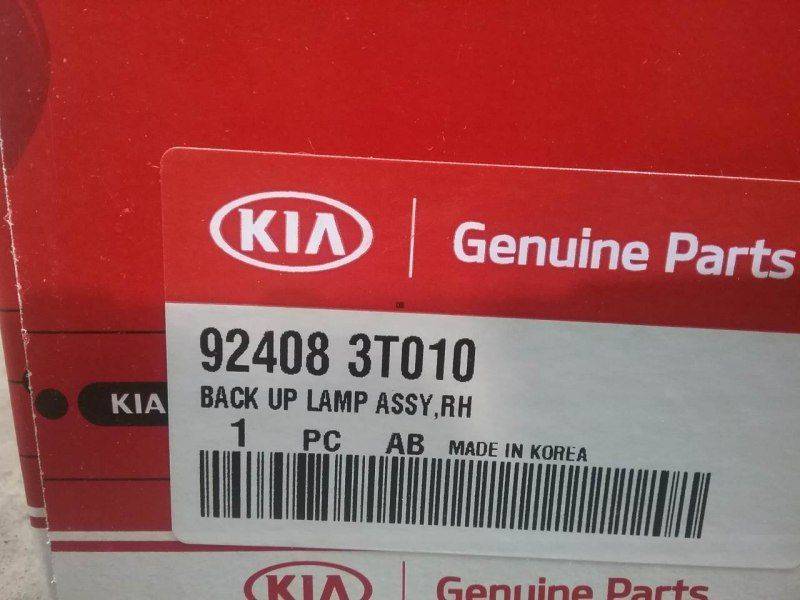 KIA Genuine Parts
92408 3T010
BACK UP LAMP ASSY,RH
KIA
1 PC AB MADE IN KOREA
KIA Genuine Parts